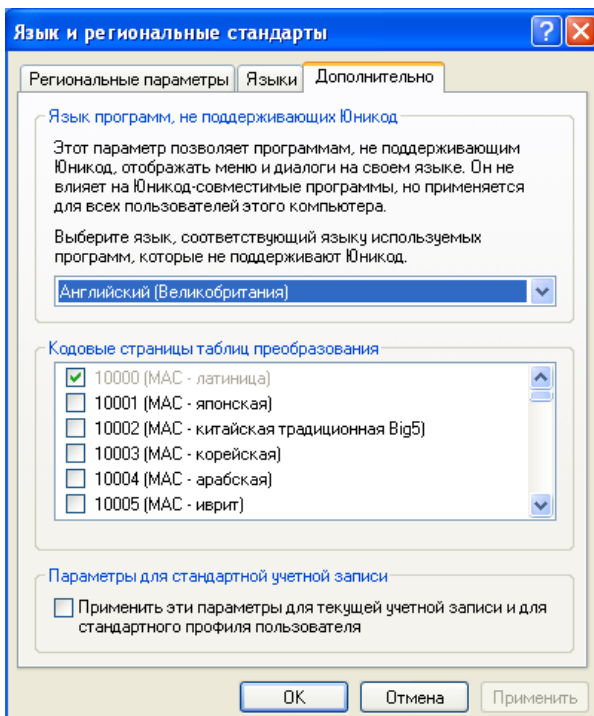 Язык и региональные стандарты
Региональные параметры Языки Дополнительно
Язык программ, не поддерживающих Юникод
Этот параметр позволяет программам, не поддерживающим
Юникод, отображать меню и диалоги на своем языке. Он не
влияет на Юникод-совместимые программы, но применяется
для всех пользователей этого компьютера.
Выберите язык, соответствующий языку используемых
программ, которые не поддерживают Юникод.
Английский (Великобритания)
Кодовые страницы таблиц преобразования
10000 (MAC - латиница)
10001 (MAC - японская)
10002 (MAC - китайская традиционная Big5)
10003 (MAC - корейская)
10004 (MAC - арабская)
10005 (MAC - иврит)
Параметры для стандартной учетной записи
Применить эти параметры для текущей учетной записи и для
стандартного профиля пользователя
OK Отмена Применить